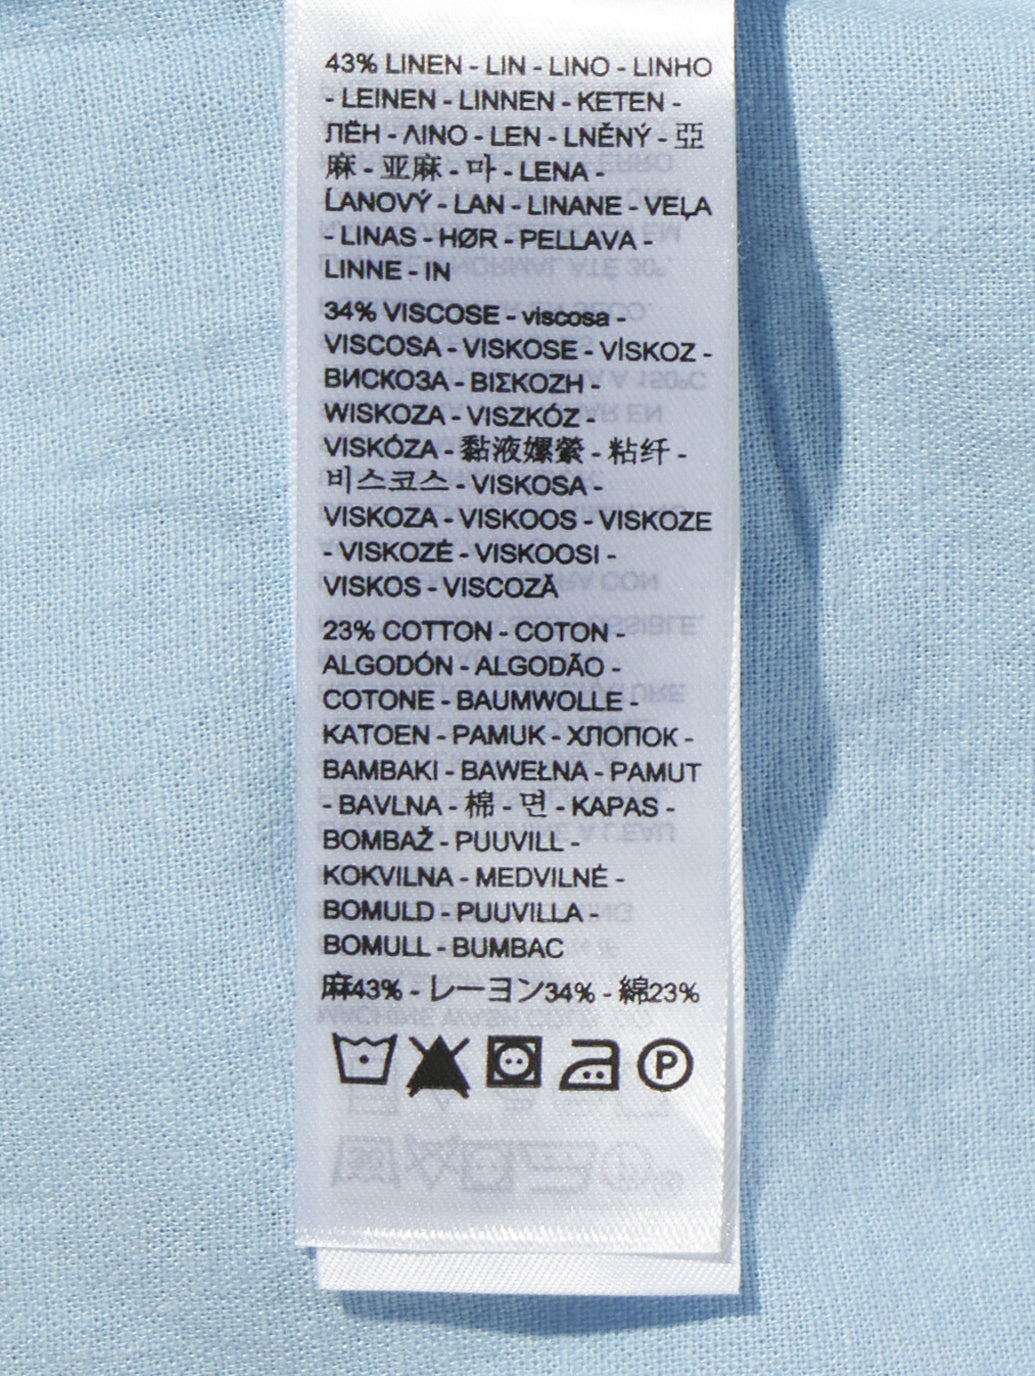 43% LINEN - LIN - LINO - LINHO
- LEINEN - LINNEN - KETEN -
ЛЁН - ΛΙΝΟ - LEN - LNĚNÝ - 亞
麻 - 亚麻 - 마 - LENA -
ĽANOVÝ - LAN - LINANE - VEĻA
- LINAS - HØR - PELLAVA -
LINNE - IN
34% VISCOSE - viscosa -
VISCOSA - VISKOSE - VİSKOZ -
ВИСКОЗА - ΒΙΣΚΟΖΗ -
WISKOZA - VISZKÓZ -
VISKÓZA - 黏液嫘縈 - 粘纤 -
비스코스 - VISKOSA -
VISKOZA - VISKOOS - VISKOZE
- VISKOZĖ - VISKOOSI -
VISKOS - VISCOZĂ
23% COTTON - COTON -
ALGODÓN - ALGODÃO -
COTONE - BAUMWOLLE -
KATOEN - PAMUK - ХЛОПОК -
BAMBAKI - BAWEŁNA - PAMUT
- BAVLNA - 棉 - 면 - KAPAS -
BOMBAŽ - PUUVILL -
KOKVILNA - MEDVILNĖ -
BOMULD - PUUVILLA -
BOMULL - BUMBAC
麻43% - レーヨン34% - 綿23%
P